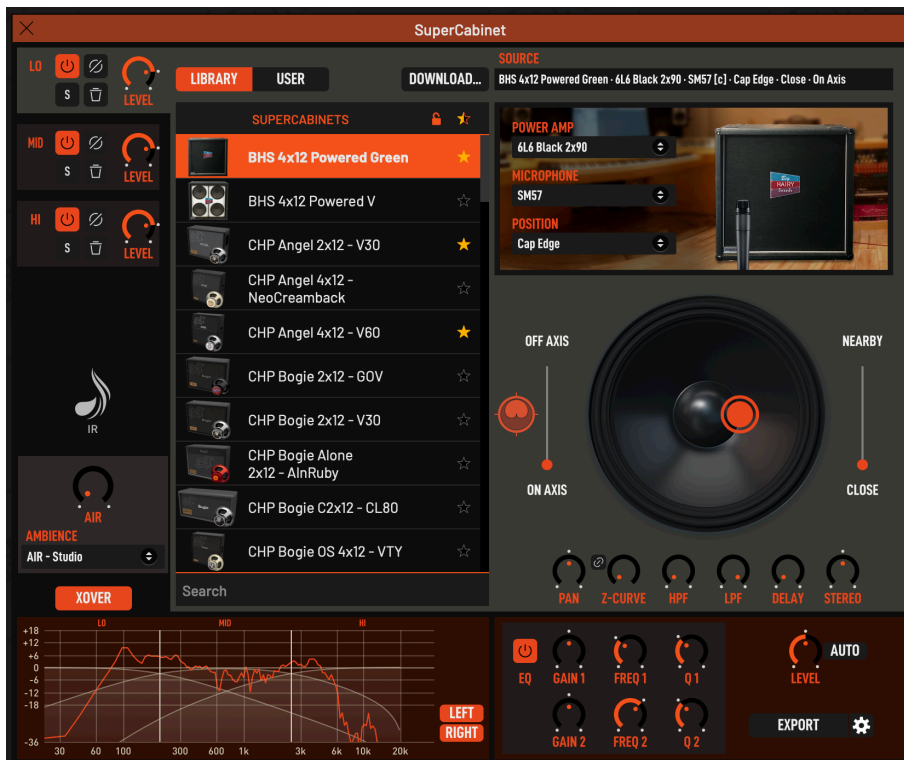 SuperCabinet
LO
S
LEVEL
MID
S
LEVEL
HI
S
LEVEL
IR
AIR
AMBIENCE
AIR - Studio
XOVER
LIBRARY
USER
DOWNLOAD...
SUPERCABINETS
BHS 4x12 Powered Green
BHS 4x12 Powered V
CHP Angel 2x12 - V30
CHP Angel 4x12 -
NeoCreamback
CHP Angel 4x12 - V60
CHP Bogie 2x12 - GOV
CHP Bogie 2x12 - V30
CHP Bogie Alone
2x12 - AlnRuby
CHP Bogie C2x12 - CL80
CHP Bogie OS 4x12 - VTY
Search
SOURCE
BHS 4x12 Powered Green · 6L6 Black 2x90 · SM57 [c] · Cap Edge · Close · On Axis
POWER AMP
6L6 Black 2x90
MICROPHONE
SM57
POSITION
Cap Edge
HAIRY
OFF AXIS
NEARBY
ON AXIS
CLOSE
PAN
Z-CURVE
HPF
LPF
DELAY
STEREO
LO
MID
HI
+18
+12
+6
0
-6
-12
-18
-36
30
60
100
300
600
1k
3k
6k
10k
20k
LEFT
RIGHT
EQ
GAIN 1
FREQ 1
Q 1
GAIN 2
FREQ 2
Q 2
LEVEL
AUTO
EXPORT